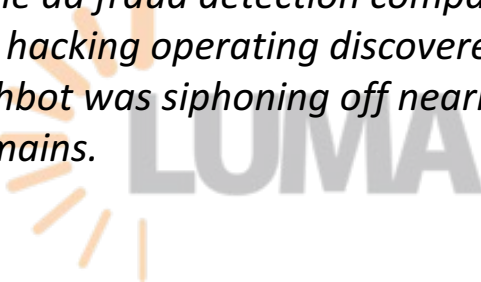 ad fraud detection compa
hacking operating discovere
hbot was siphoning off near
mains.
LUMA